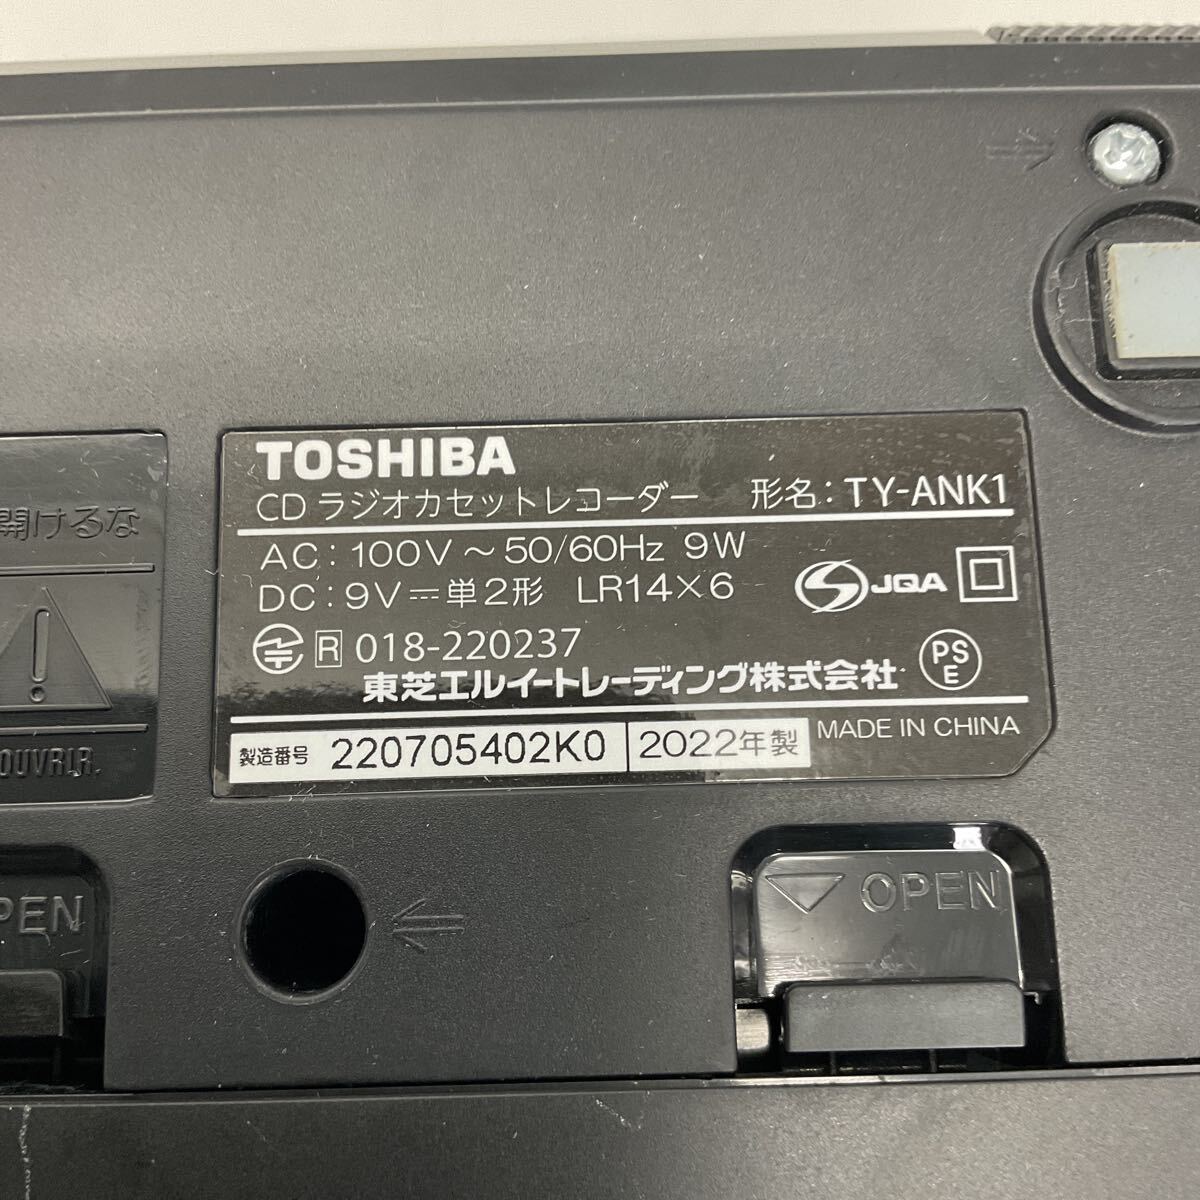 TOSHIBA
CD ラジオカセットレコーダー 形名:TY-ANK1
AC:100V～50/60Hz 9W
DC:9V⎓単2形 LR14×6
JQA
R 018-220237
PSE
東芝エルイートレーディング株式会社
製造番号 220705402K0 2022年製 MADE IN CHINA
開けるな
OUVRIR.
PEN
OPEN